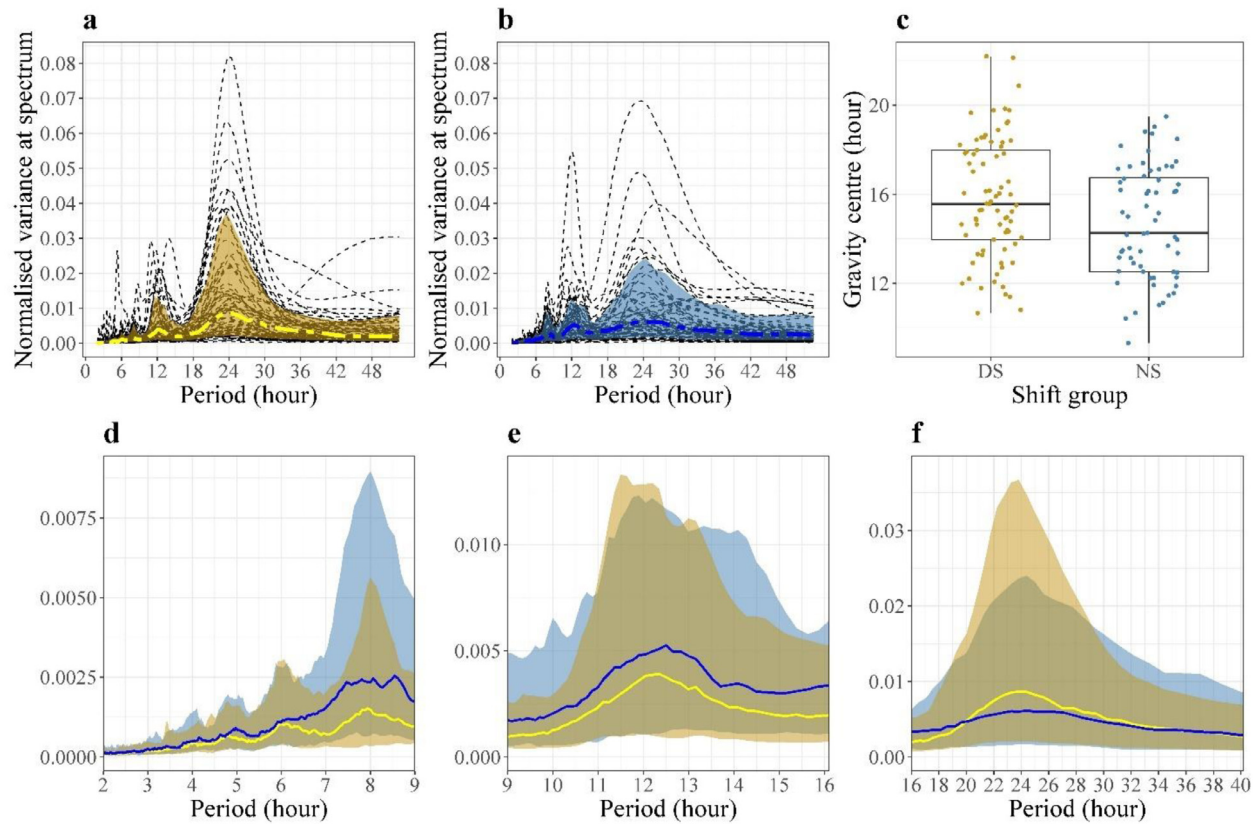 a
Normalised variance at spectrum
0.08
0.07
0.06
0.05
0.04
0.03
0.02
0.01
0.00
0 6 12 18 24 30 36 42 48
Period (hour)
b
Normalised variance at spectrum
0.08
0.07
0.06
0.05
0.04
0.03
0.02
0.01
0.00
0 6 12 18 24 30 36 42 48
Period (hour)
c
Gravity centre (hour)
20
16
12
DS NS
Shift group
d
0.0075
0.0050
0.0025
0.0000
2 3 4 5 6 7 8 9
Period (hour)
e
0.010
0.005
0.000
9 10 11 12 13 14 15 16
Period (hour)
f
0.03
0.02
0.01
0.00
16 18 20 22 24 26 28 30 32 34 36 38 40
Period (hour)